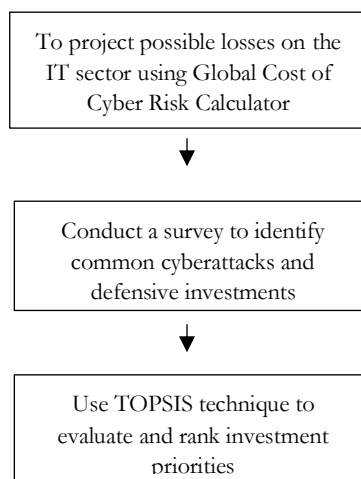 To project possible losses on the
IT sector using Global Cost of
Cyber Risk Calculator
Conduct a survey to identify
common cyberattacks and
defensive investments
Use TOPSIS technique to
evaluate and rank investment
priorities